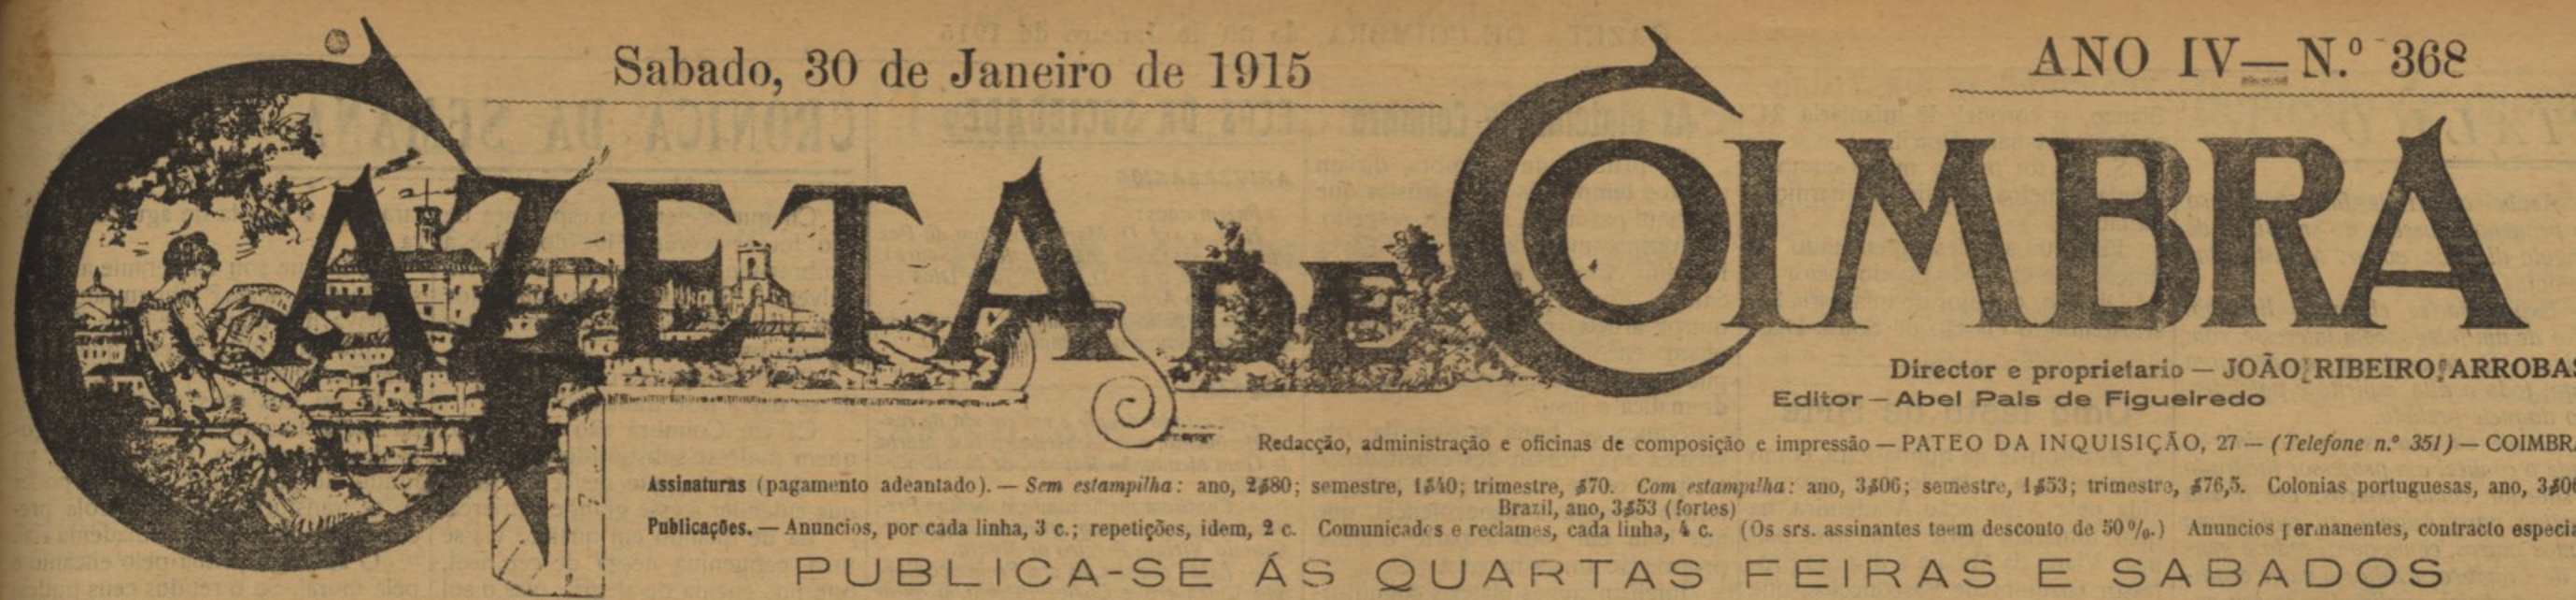 Sabado, 30 de Janeiro de 1915
ANO IV — N.º 368
GAZETA DE COIMBRA
Director e proprietario — JOÃO RIBEIRO ARROBAS
Editor — Abel Pais de Figueiredo
Redacção, administração e oficinas de composição e impressão — PATEO DA INQUISIÇÃO, 27 — (Telefone n.º 351) — COIMBRA
Assinaturas (pagamento adeantado). — Sem estampilha: ano, 2$80; semestre, 1$40; trimestre, $70. Com estampilha: ano, 3$06; semestre, 1$53; trimestre, $76,5. Colonias portuguesas, ano, 3$06
Brazil, ano, 3$53 (fortes)
Publicações. — Anuncios, por cada linha, 3 c.; repetições, idem, 2 c. Comunicados e reclames, cada linha, 4 c. (Os srs. assinantes teem desconto de 50 %.) Anuncios permanentes, contracto especia
PUBLICA-SE ÁS QUARTAS FEIRAS E SABADOS